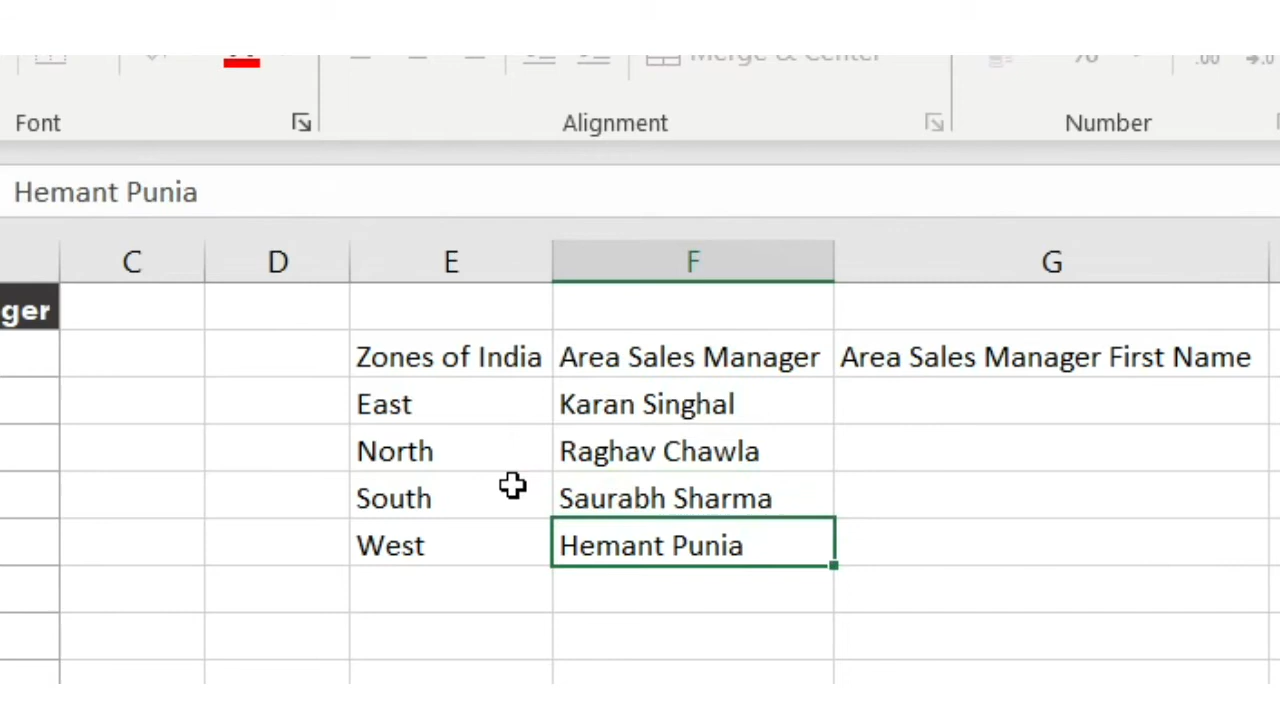 Merge & Center
%
.00
Font
Alignment
Number
Hemant Punia
C D E F G
ger
Zones of India Area Sales Manager Area Sales Manager First Name
East Karan Singhal
North Raghav Chawla
South Saurabh Sharma
West Hemant Punia